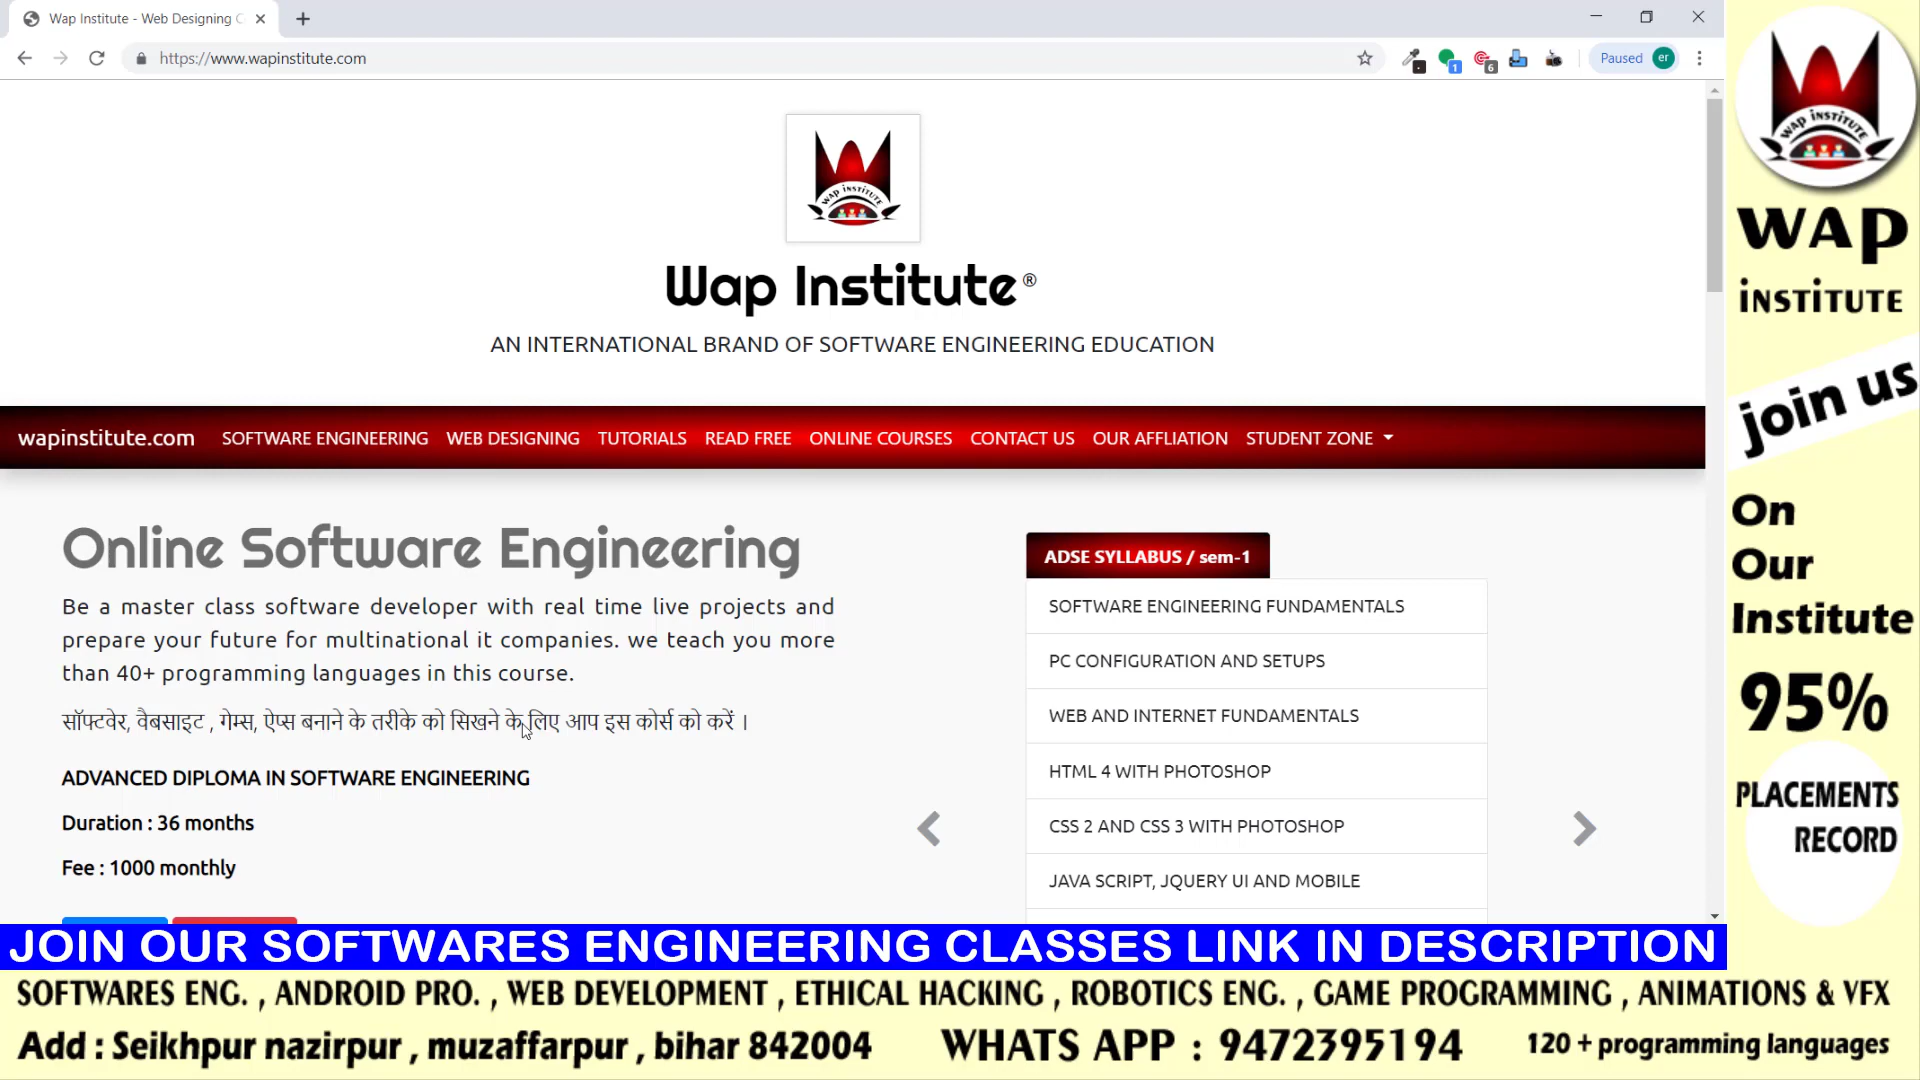 Wap Institute - Web Designing C
https://www.wapinstitute.com
1
6
Paused er
WAP INSTITUTE
Wap Institute®
AN INTERNATIONAL BRAND OF SOFTWARE ENGINEERING EDUCATION
wapinstitute.com SOFTWARE ENGINEERING WEB DESIGNING TUTORIALS READ FREE ONLINE COURSES CONTACT US OUR AFFLIATION STUDENT ZONE
Online Software Engineering
Be a master class software developer with real time live projects and
prepare your future for multinational it companies. we teach you more
than 40+ programming languages in this course.
सॉफ्टवेर, वैबसाइट , गेम्स, ऐप्स बनाने के तरीके को सिखने के लिए आप इस कोर्स को करें ।
ADVANCED DIPLOMA IN SOFTWARE ENGINEERING
Duration : 36 months
Fee : 1000 monthly
ADSE SYLLABUS / sem-1
SOFTWARE ENGINEERING FUNDAMENTALS
PC CONFIGURATION AND SETUPS
WEB AND INTERNET FUNDAMENTALS
HTML 4 WITH PHOTOSHOP
CSS 2 AND CSS 3 WITH PHOTOSHOP
JAVA SCRIPT, JQUERY UI AND MOBILE
WAP INSTITUTE
WAP
INSTITUTE
join us
On
Our
Institute
95%
PLACEMENTS
RECORD
JOIN OUR SOFTWARES ENGINEERING CLASSES LINK IN DESCRIPTION
SOFTWARES ENG. , ANDROID PRO. , WEB DEVELOPMENT , ETHICAL HACKING , ROBOTICS ENG. , GAME PROGRAMMING , ANIMATIONS & VFX
Add : Seikhpur nazirpur , muzaffarpur , bihar 842004 WHATS APP : 9472395194 120 + programming languages